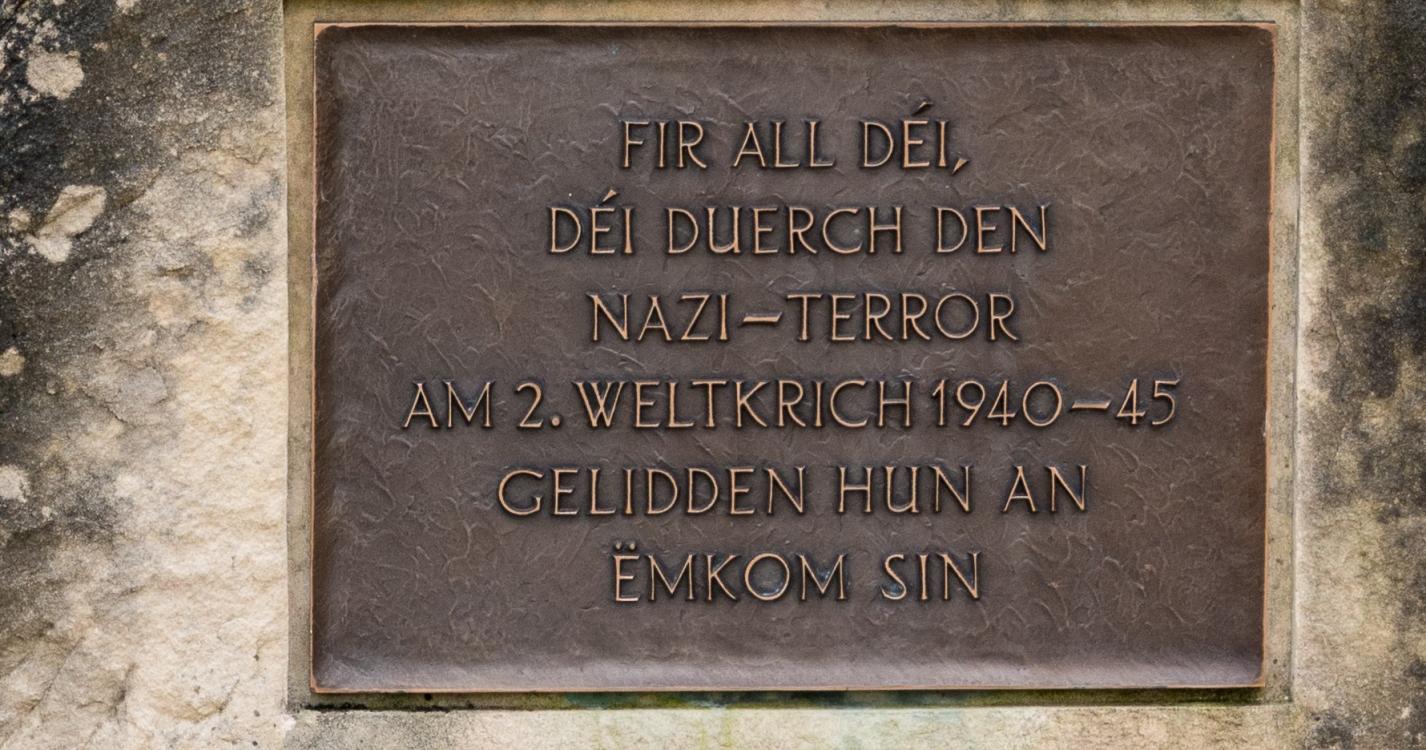 FIR ALL DÉI,
DÉI DUERCH DEN
NAZI–TERROR
AM 2. WELTKRICH 1940–45
GELIDDEN HUN AN
ËMKOM SIN